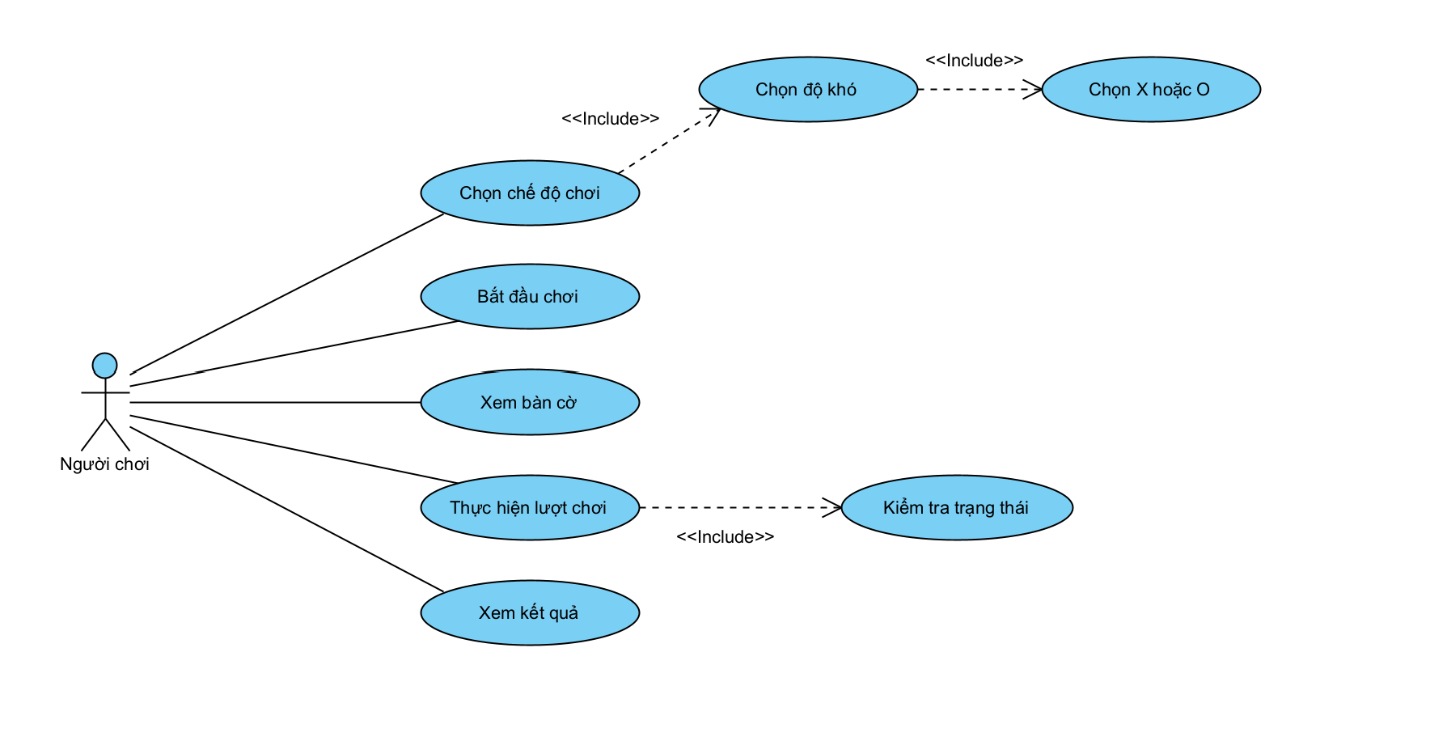 <<Include>>
Chọn độ khó
Chọn X hoặc O
<<Include>>
Chọn chế độ chơi
Bắt đầu chơi
Xem bàn cờ
Người chơi
Thực hiện lượt chơi
Kiểm tra trạng thái
<<Include>>
Xem kết quả